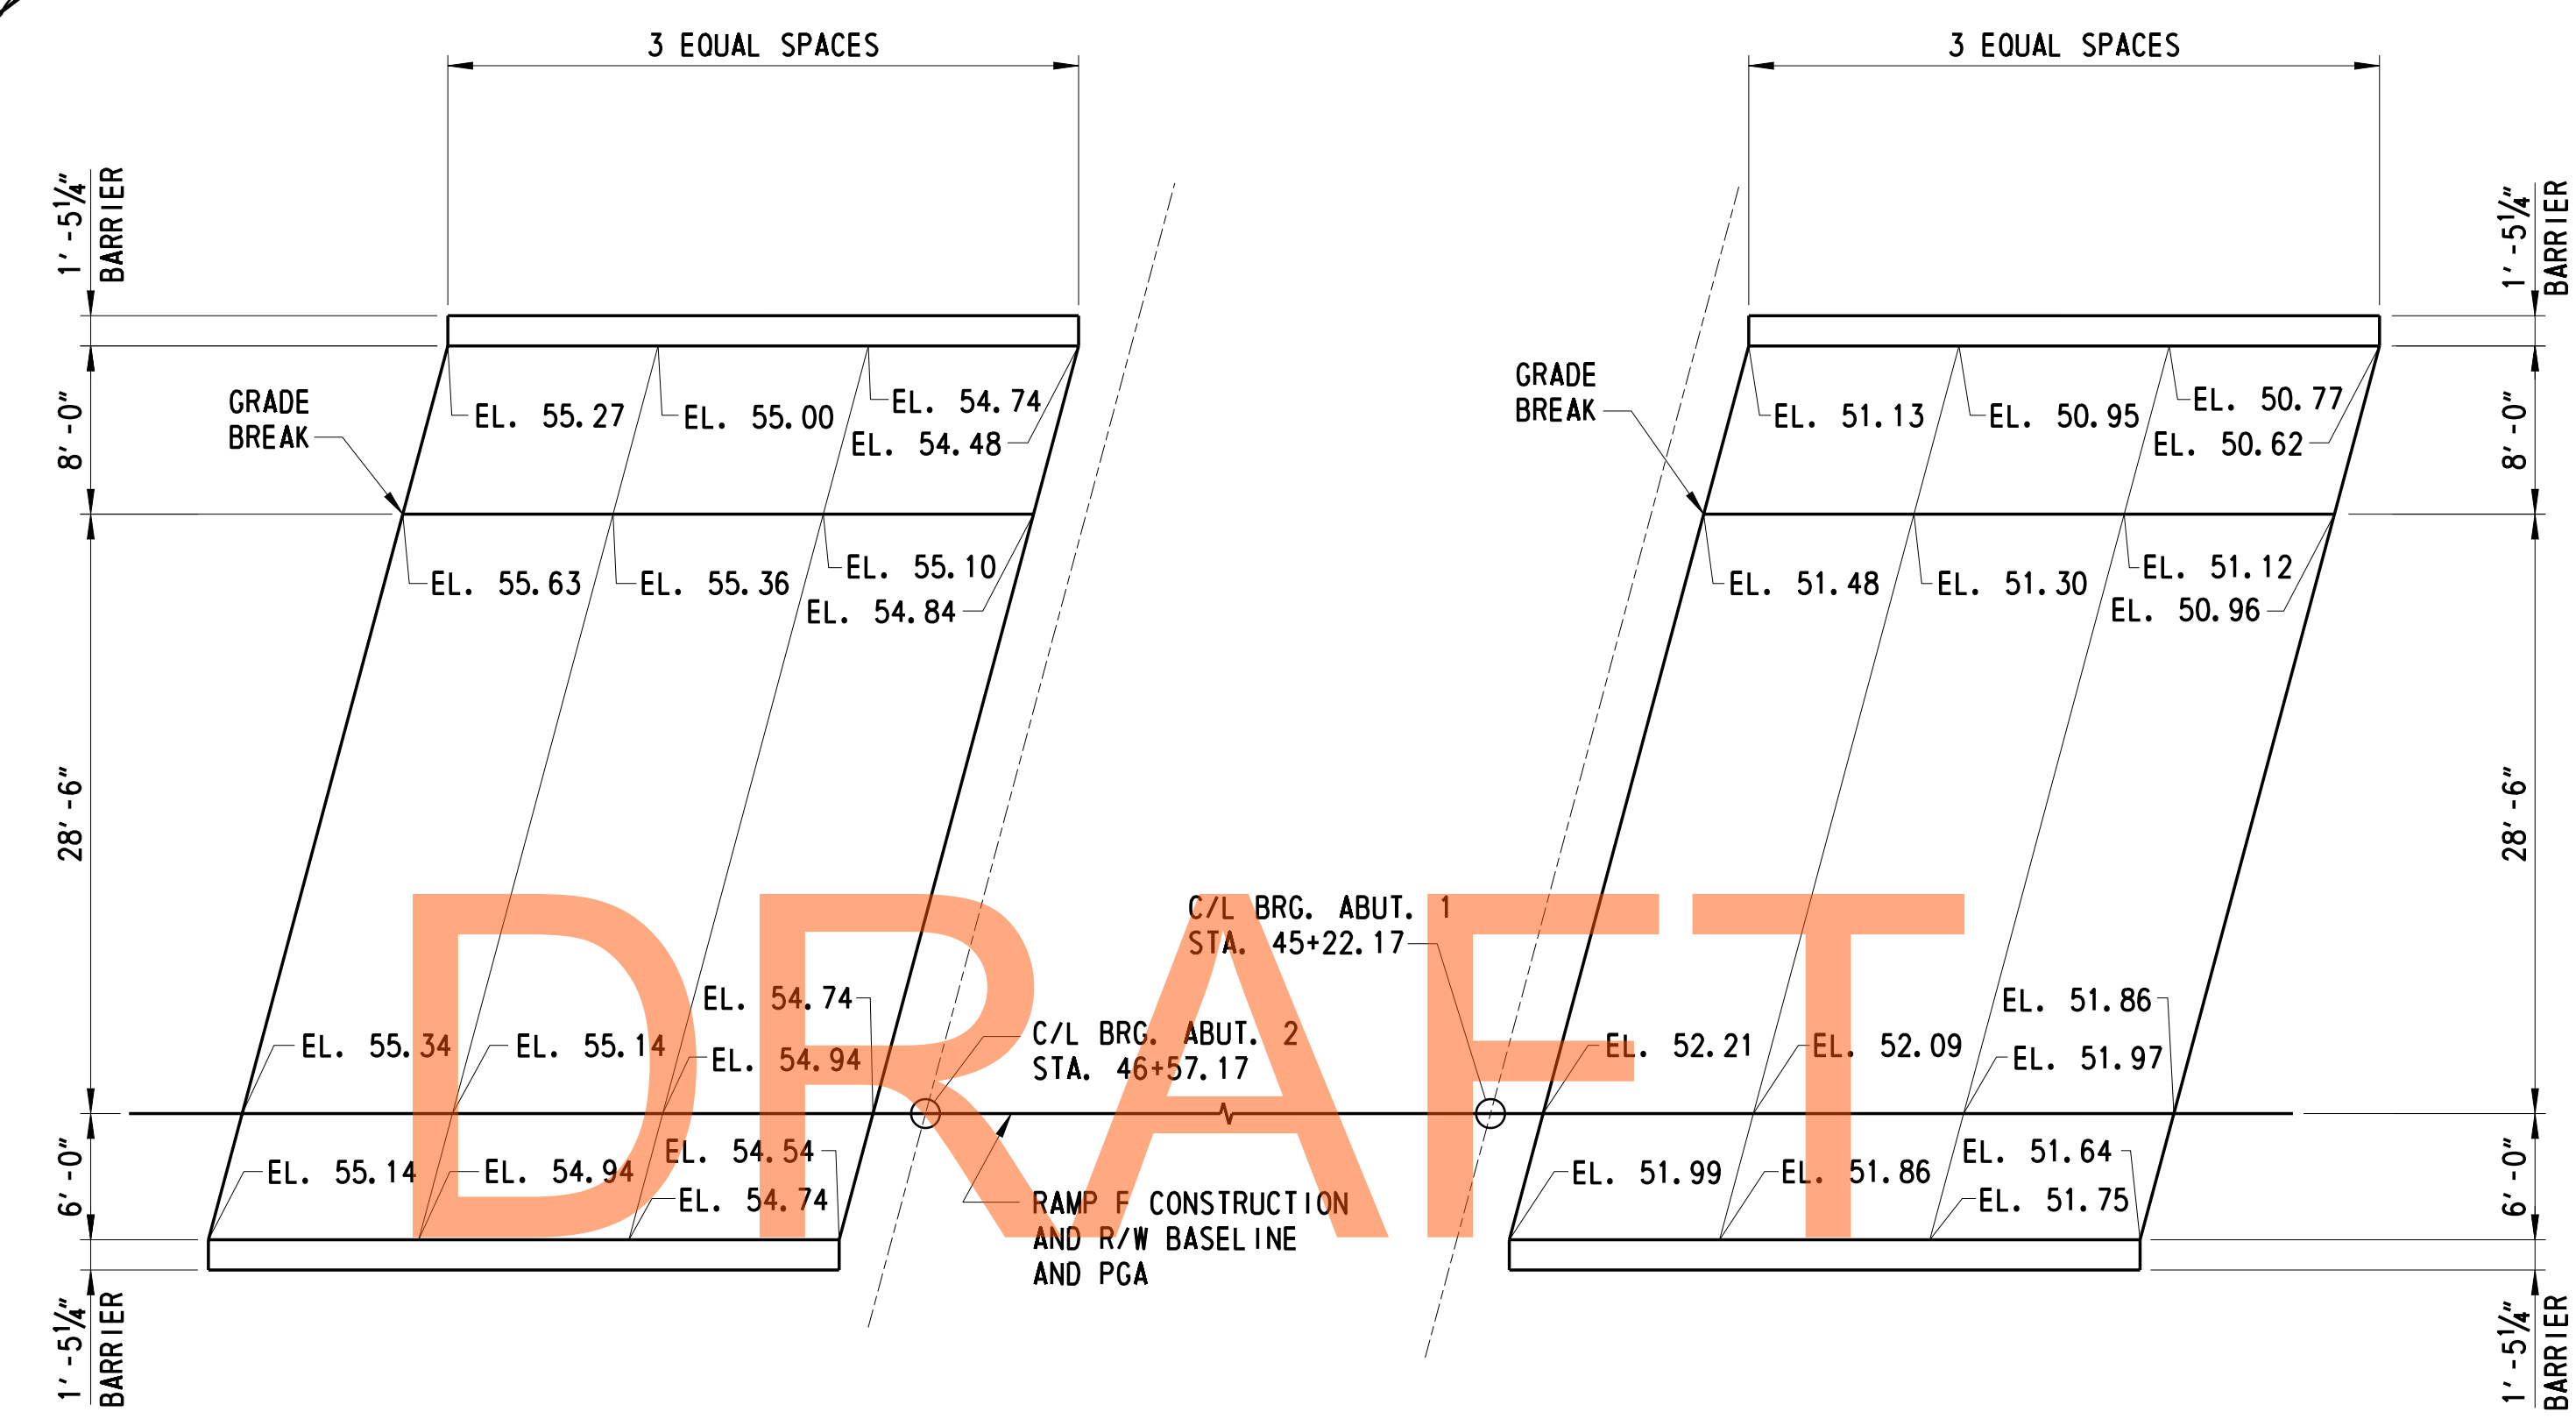 3 EQUAL SPACES
3 EQUAL SPACES
1'-5¼"
BARRIER
1'-5¼"
BARRIER
8'-0"
GRADE
BREAK
EL. 55.27
EL. 55.00
EL. 54.74
EL. 54.48
GRADE
BREAK
EL. 51.13
EL. 50.95
EL. 50.77
EL. 50.62
8'-0"
EL. 55.63
EL. 55.36
EL. 55.10
EL. 54.84
EL. 51.48
EL. 51.30
EL. 51.12
EL. 50.96
28'-6"
28'-6"
C/L BRG. ABUT. 1
STA. 45+22.17
EL. 54.74
EL. 55.34
EL. 55.14
EL. 54.94
C/L BRG. ABUT. 2
STA. 46+57.17
EL. 51.86
EL. 52.21
EL. 52.09
EL. 51.97
DRAFT
6'-0"
EL. 55.14
EL. 54.94
EL. 54.54
EL. 54.74
RAMP F CONSTRUCTION
AND R/W BASELINE
AND PGA
EL. 51.99
EL. 51.86
EL. 51.64
EL. 51.75
6'-0"
1'-5¼"
BARRIER
1'-5¼"
BARRIER